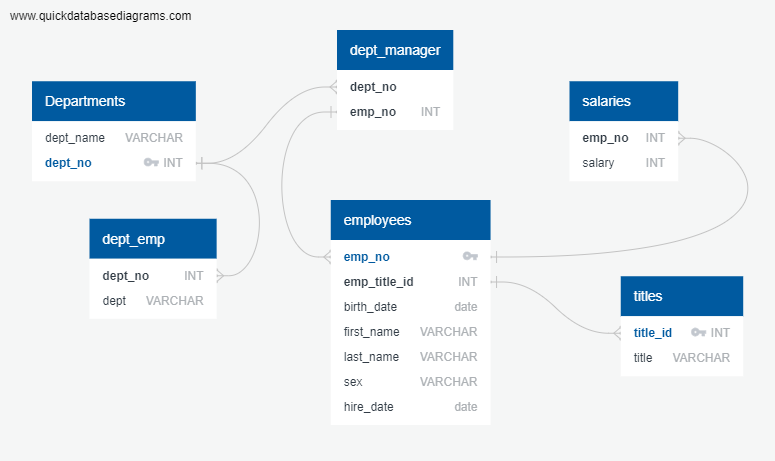 www.quickdatabasediagrams.com
dept_manager
dept_no
emp_no INT
Departments
dept_name VARCHAR
dept_no INT
salaries
emp_no INT
salary INT
dept_emp
dept_no INT
dept VARCHAR
employees
emp_no
emp_title_id INT
birth_date date
first_name VARCHAR
last_name VARCHAR
sex VARCHAR
hire_date date
titles
title_id INT
title VARCHAR